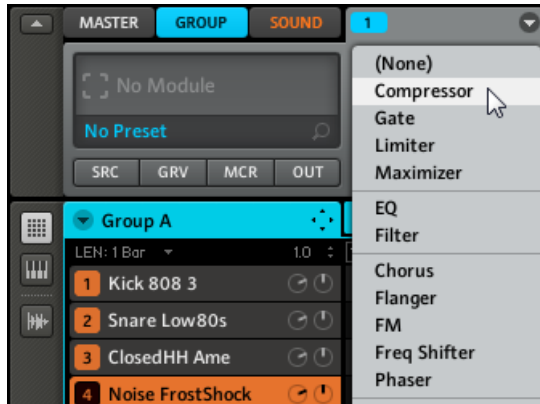 MASTER GROUP SOUND 1
No Module
No Preset
SRC GRV MCR OUT
(None)
Compressor
Gate
Limiter
Maximizer
EQ
Filter
Chorus
Flanger
FM
Freq Shifter
Phaser
Group A
LEN: 1 Bar 1.0
1 Kick 808 3
2 Snare Low80s
3 ClosedHH Ame
4 Noise FrostShock